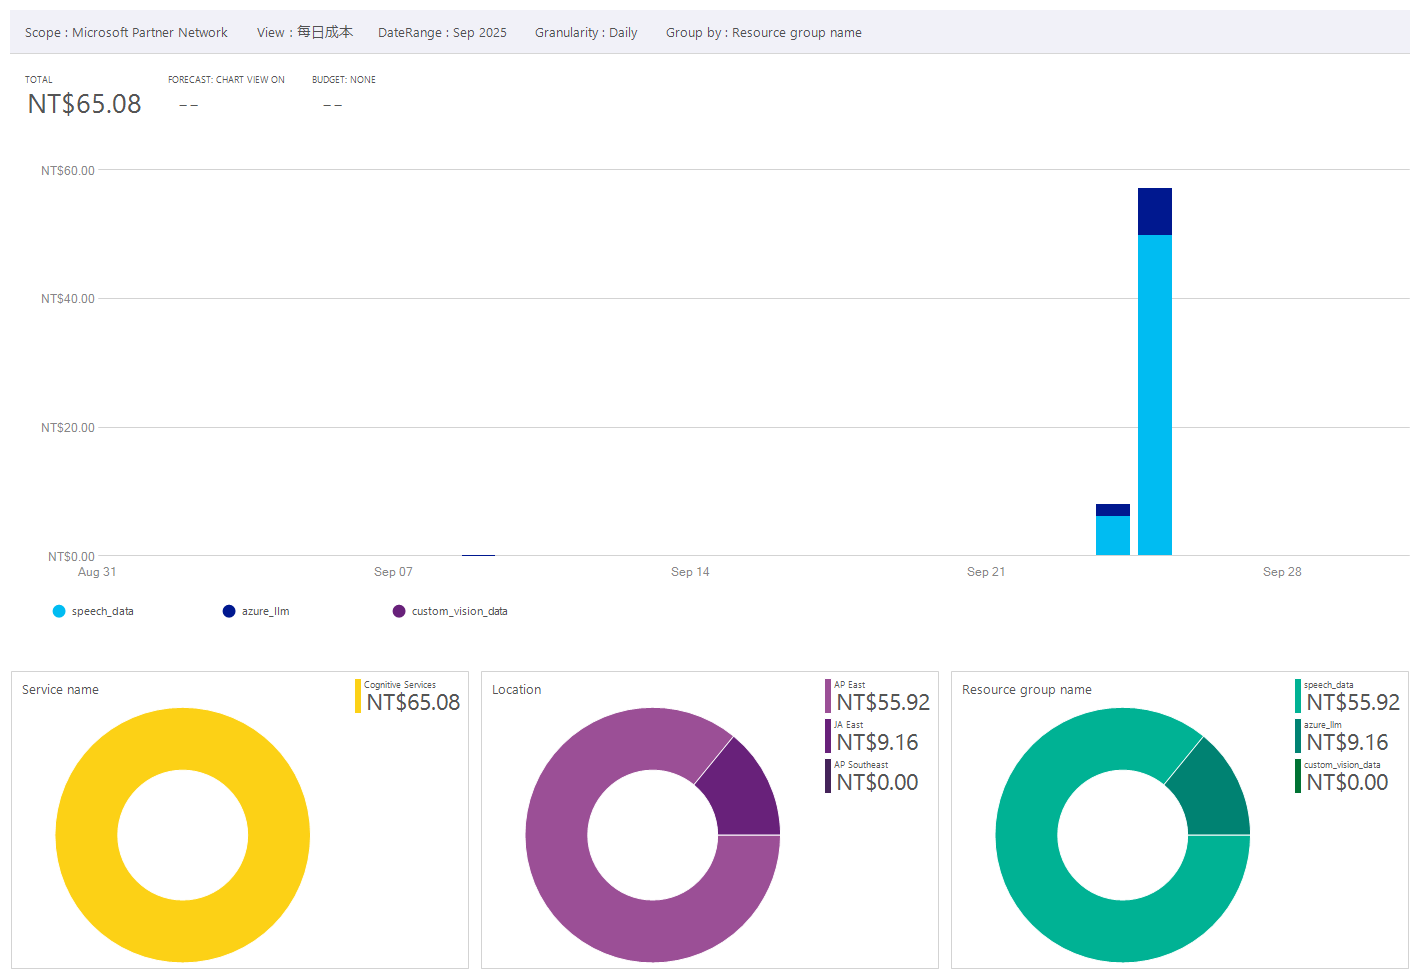 Scope : Microsoft Partner Network View : 每日成本 DateRange : Sep 2025 Granularity : Daily Group by : Resource group name
TOTAL FORECAST: CHART VIEW ON BUDGET: NONE
NT$65.08 -- --
NT$60.00
NT$40.00
NT$20.00
NT$0.00
Aug 31 Sep 07 Sep 14 Sep 21 Sep 28
speech_data azure_llm custom_vision_data
Service name
Cognitive Services
NT$65.08
Location
AP East
NT$55.92
JA East
NT$9.16
AP Southeast
NT$0.00
Resource group name
speech_data
NT$55.92
azure_llm
NT$9.16
custom_vision_data
NT$0.00